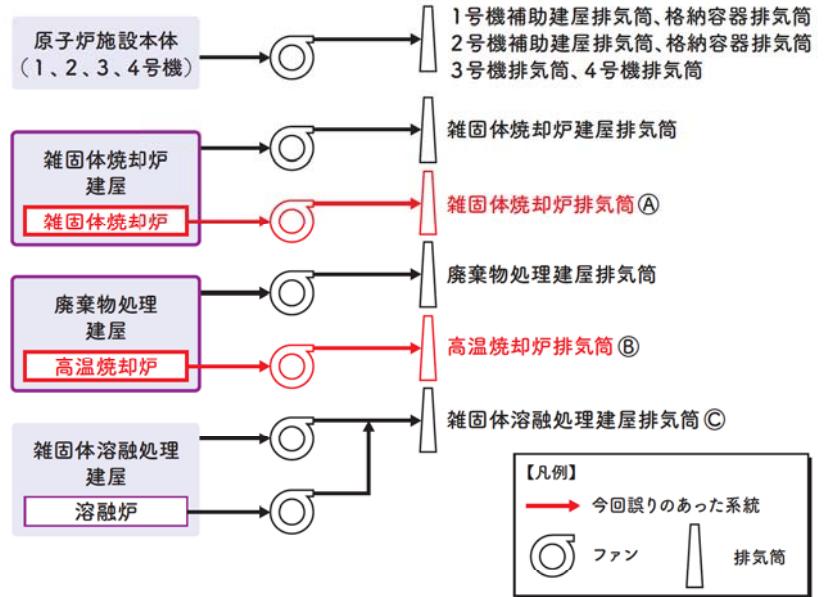 原子炉施設本体
（1、2、3、4号機）
1号機補助建屋排気筒、格納容器排気筒
2号機補助建屋排気筒、格納容器排気筒
3号機排気筒、4号機排気筒
雑固体焼却炉
建屋
雑固体焼却炉
雑固体焼却炉建屋排気筒
雑固体焼却炉排気筒Ⓐ
廃棄物処理
建屋
高温焼却炉
廃棄物処理建屋排気筒
高温焼却炉排気筒Ⓑ
雑固体溶融処理
建屋
溶融炉
雑固体溶融処理建屋排気筒Ⓒ
【凡例】
今回誤りのあった系統
ファン
排気筒